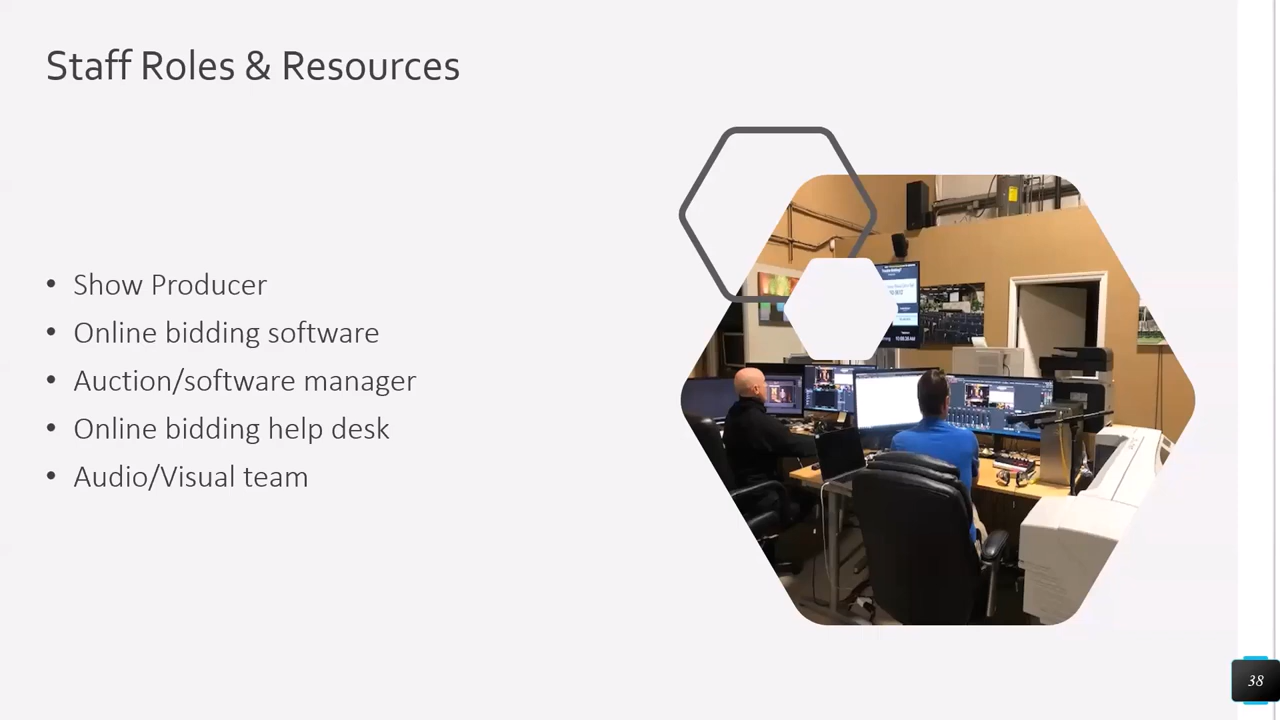 Staff Roles & Resources
• Show Producer
• Online bidding software
• Auction/software manager
• Online bidding help desk
• Audio/Visual team
38